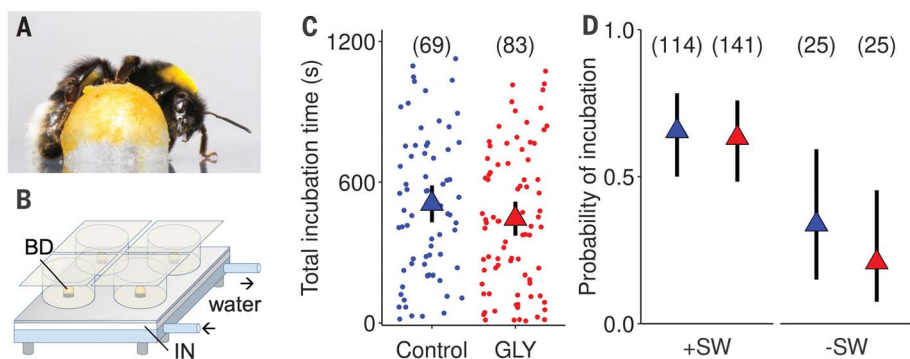 A
B
BD
water
IN
C
Total incubation time (s)
1200
600
0
(69)
(83)
Control
GLY
D
Probability of incubation
1.0
0.5
0.0
(114)
(141)
(25)
(25)
+SW
-SW